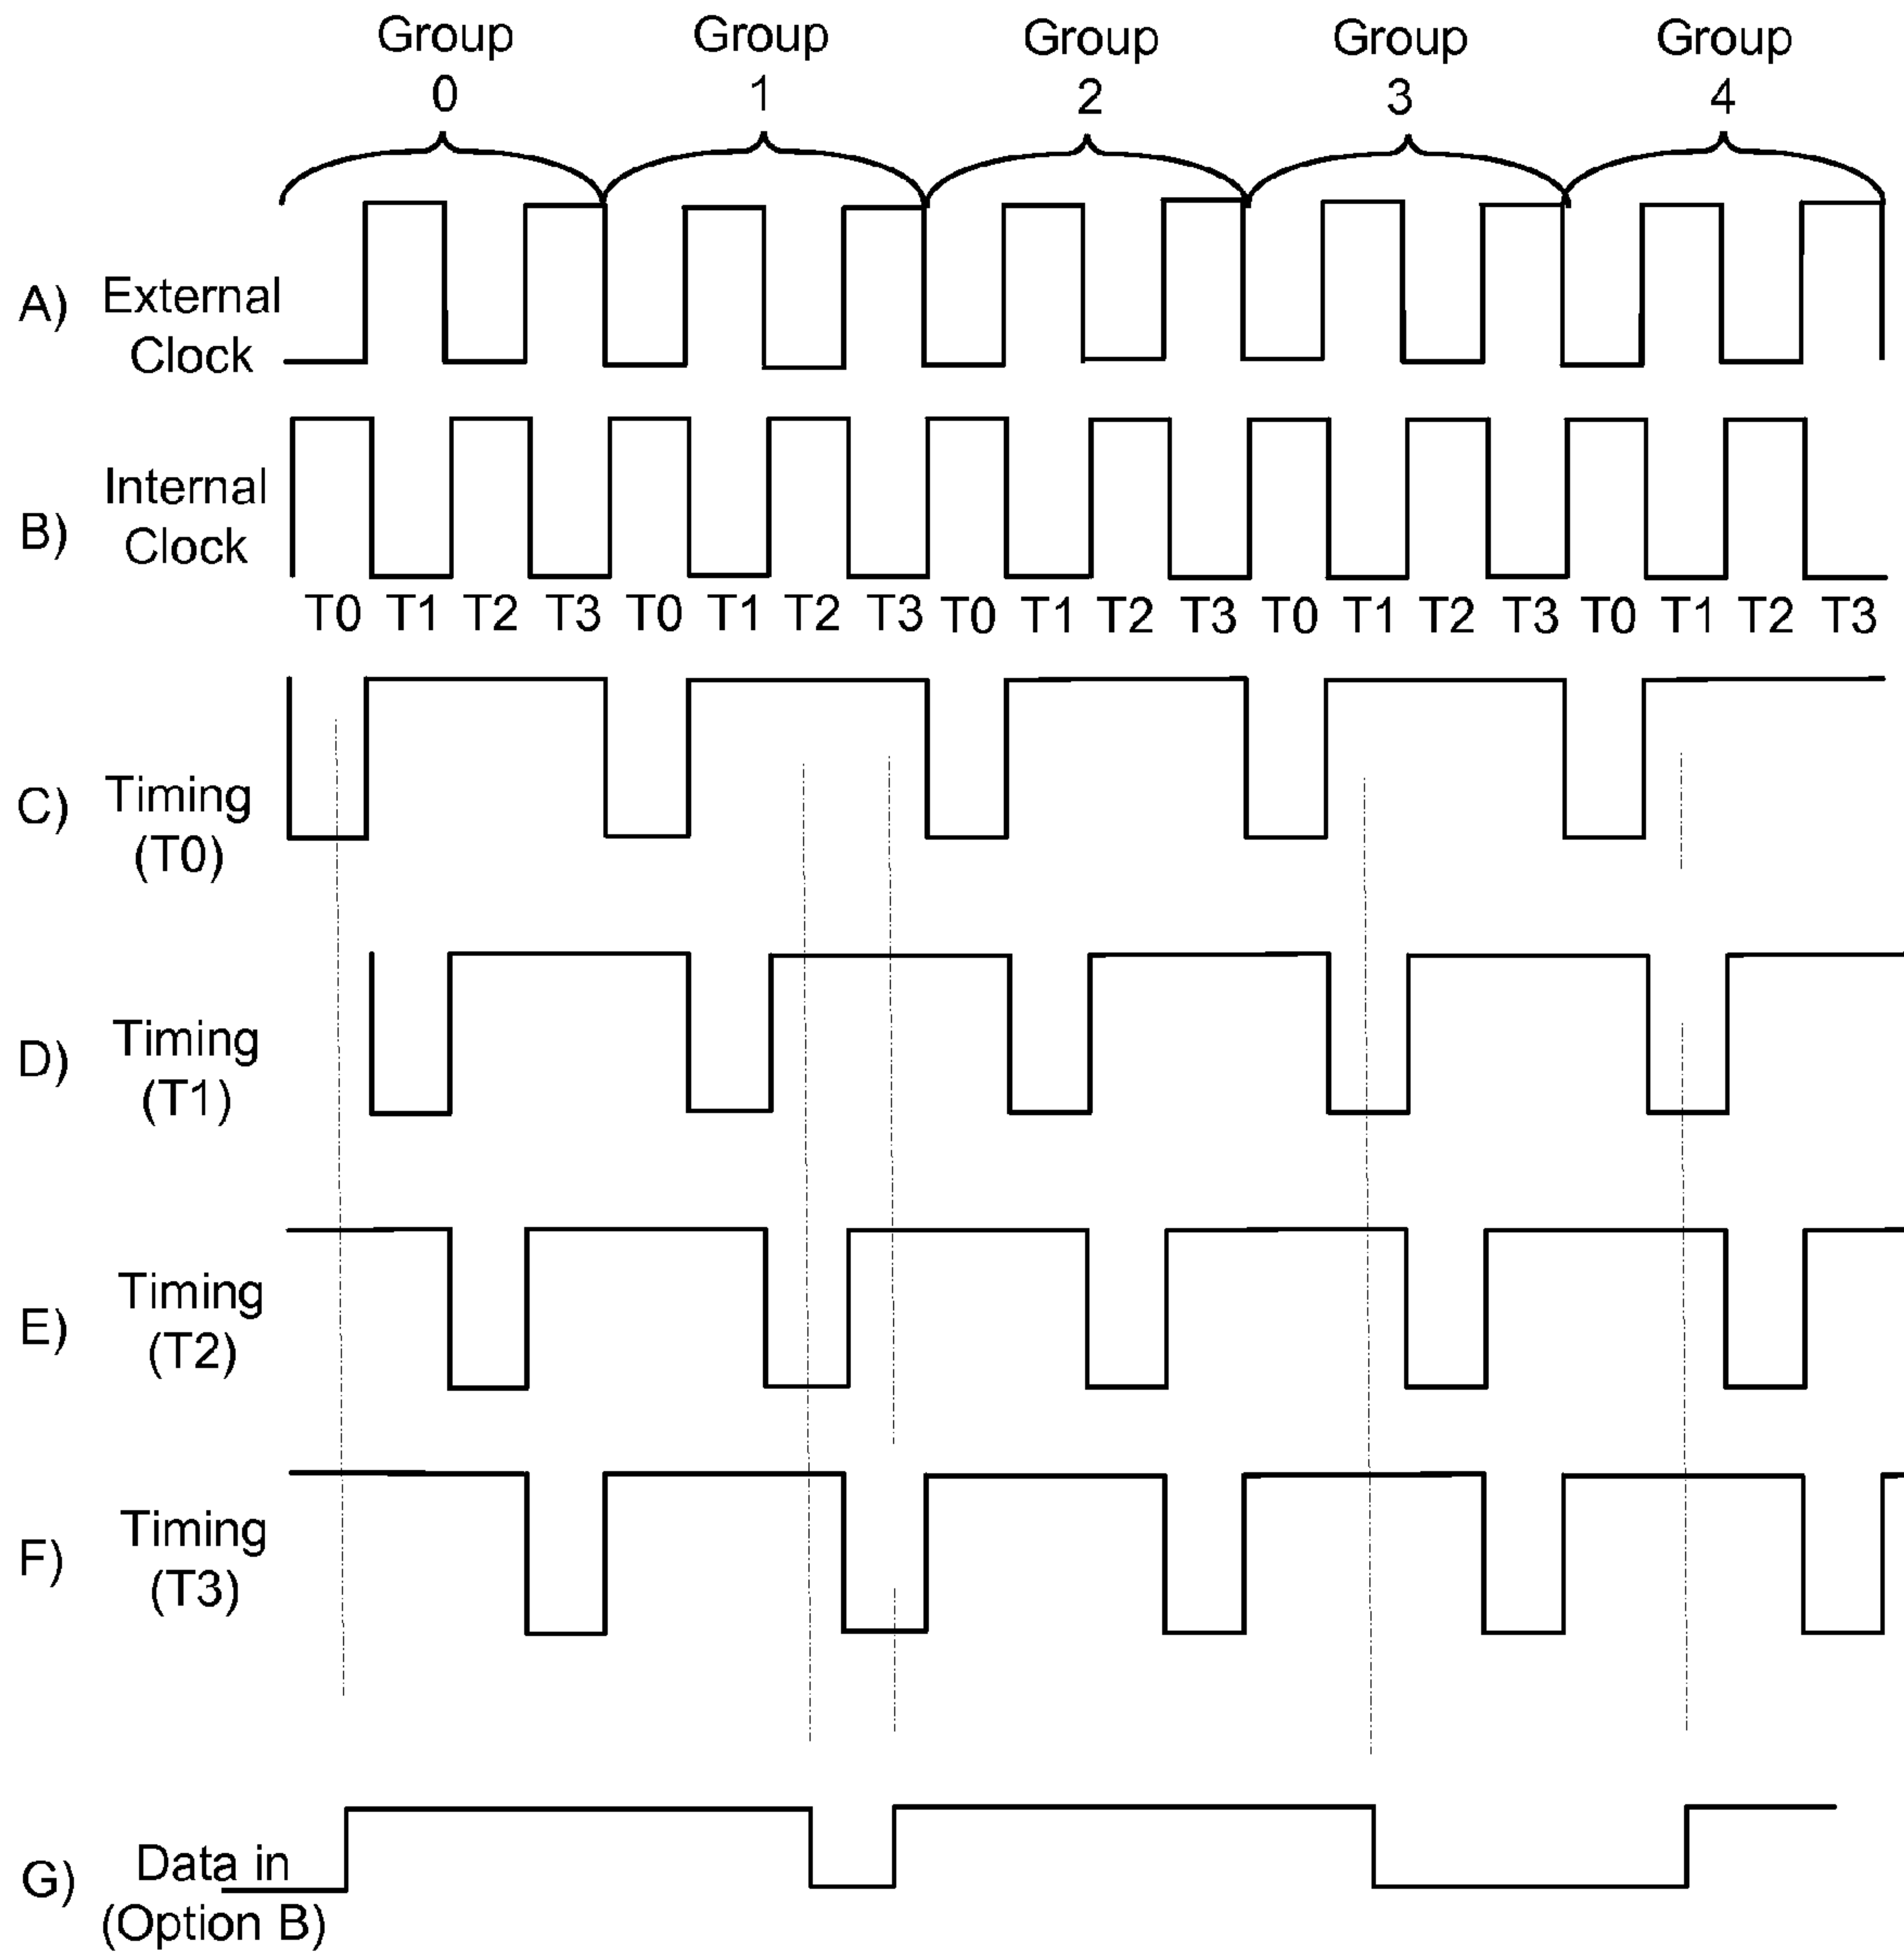 Group Group Group Group Group
0 1 2 3 4
A) External
Clock
Internal
B) Clock
T0 T1 T2 T3 T0 T1 T2 T3 T0 T1 T2 T3 T0 T1 T2 T3 T0 T1 T2 T3
C) Timing
(T0)
D) Timing
(T1)
Timing
E) (T2)
Timing
F) (T3)
G) Data in
(Option B)